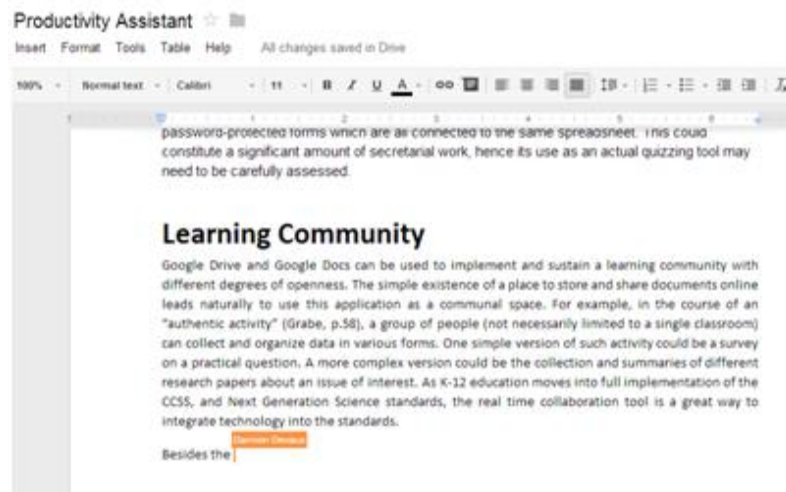 Productivity Assistant
Insert Format Tools Table Help All changes saved in Drive
100% Normal text Calibri 11 B I U A
password-protected forms which are all connected to the same spreadsheet. This could
constitute a significant amount of secretarial work, hence its use as an actual quizzing tool may
need to be carefully assessed.
Learning Community
Google Drive and Google Docs can be used to implement and sustain a learning community with
different degrees of openness. The simple existence of a place to store and share documents online
leads naturally to use this application as a communal space. For example, in the course of an
"authentic activity" (Grabe, p.58), a group of people (not necessarily limited to a single classroom)
can collect and organize data in various forms. One simple version of such activity could be a survey
on a practical question. A more complex version could be the collection and summaries of different
research papers about an issue of interest. As K-12 education moves into full implementation of the
CCSS, and Next Generation Science standards, the real time collaboration tool is a great way to
integrate technology into the standards.
Besides the